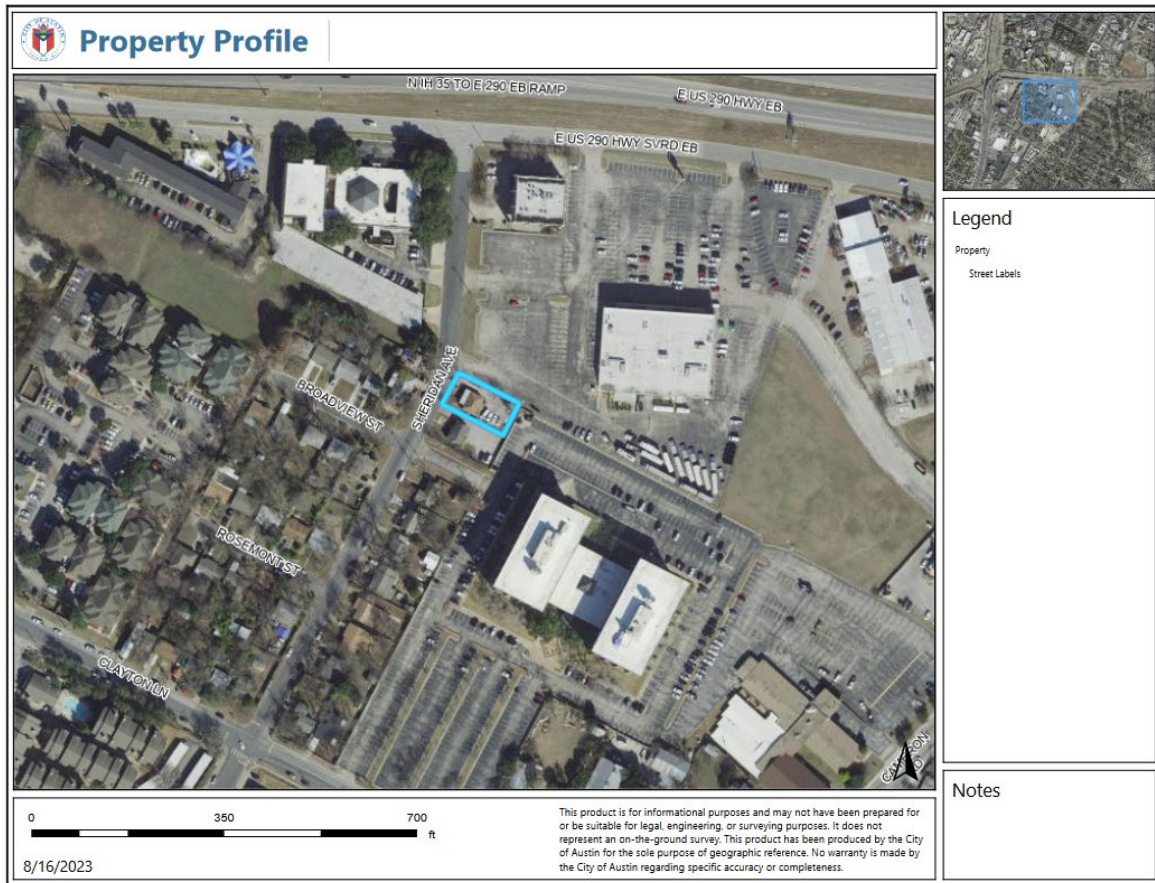 Property Profile
N IH 35 TO E 290 EB RAMP
E US 290 HWY EB
E US 290 HWY SVRD EB
SHERIDAN AVE
BROADVIEW ST
ROSEMONT ST
CLAYTON LN
Legend
Property
Street Labels
Notes
0 350 700
ft
8/16/2023
This product is for informational purposes and may not have been prepared for
or be suitable for legal, engineering, or surveying purposes. It does not
represent an on-the-ground survey. This product has been produced by the City
of Austin for the sole purpose of geographic reference. No warranty is made by
the City of Austin regarding specific accuracy or completeness.